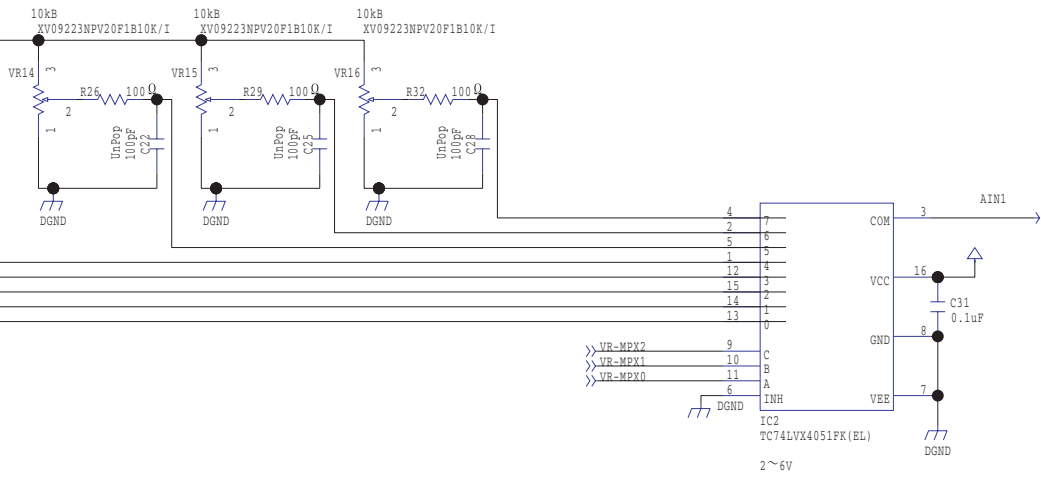 10kB 10kB 10kB
XV09223NPV20F1B10K/I XV09223NPV20F1B10K/I XV09223NPV20F1B10K/I
VR14 3 VR15 3 VR16 3
R26 100Ω R29 100Ω R32 100Ω
2 2 2
1 1 1
UnPop
100pF
C22
UnPop
100pF
C25
UnPop
100pF
C28
DGND DGND DGND
4 7 COM 3 AIN1
2 6
5 5
1 4
12 3 VCC 16
15 2
14 1
13 0
C31
0.1uF
GND 8
VR-MPX2 9 C
VR-MPX1 10 B
VR-MPX0 11 A
DGND 6 INH VEE 7
IC2
TC74LVX4051FK(EL)
DGND
2～6V